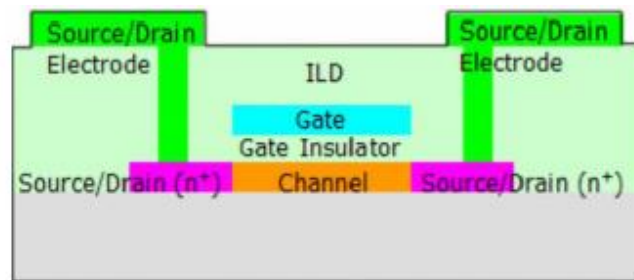 Source/Drain
Electrode
Source/Drain
Electrode
ILD
Gate
Gate Insulator
Source/Drain (n⁺)
Channel
Source/Drain (n⁺)